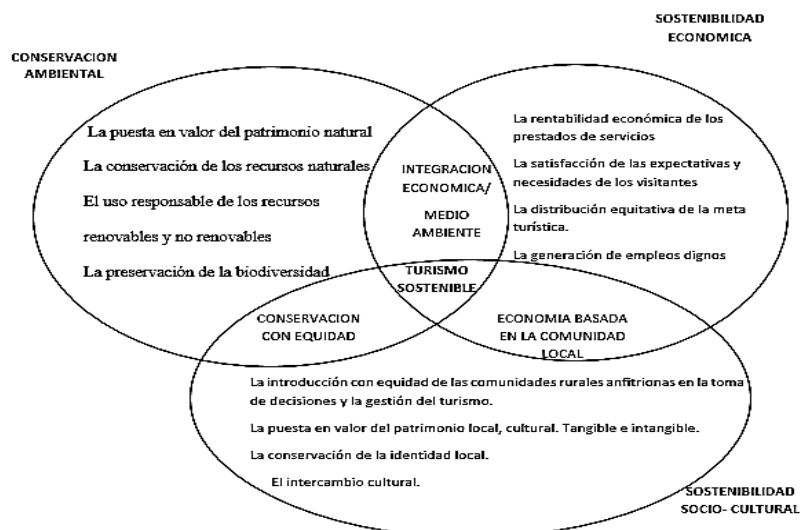 SOSTENIBILIDAD
ECONOMICA
CONSERVACION
AMBIENTAL
La puesta en valor del patrimonio natural
La conservación de los recursos naturales
El uso responsable de los recursos
renovables y no renovables
La preservación de la biodiversidad
INTEGRACION
ECONOMICA/
MEDIO
AMBIENTE
La rentabilidad económica de los
prestados de servicios
La satisfacción de las expectativas y
necesidades de los visitantes
La distribución equitativa de la meta
turística.
La generación de empleos dignos
TURISMO
SOSTENIBLE
CONSERVACION
CON EQUIDAD
ECONOMIA BASADA
EN LA COMUNIDAD
LOCAL
La introducción con equidad de las comunidades rurales anfitrionas en la toma
de decisiones y la gestión del turismo.
La puesta en valor del patrimonio local, cultural. Tangible e intangible.
La conservación de la identidad local.
El intercambio cultural.
SOSTENIBILIDAD
SOCIO- CULTURAL